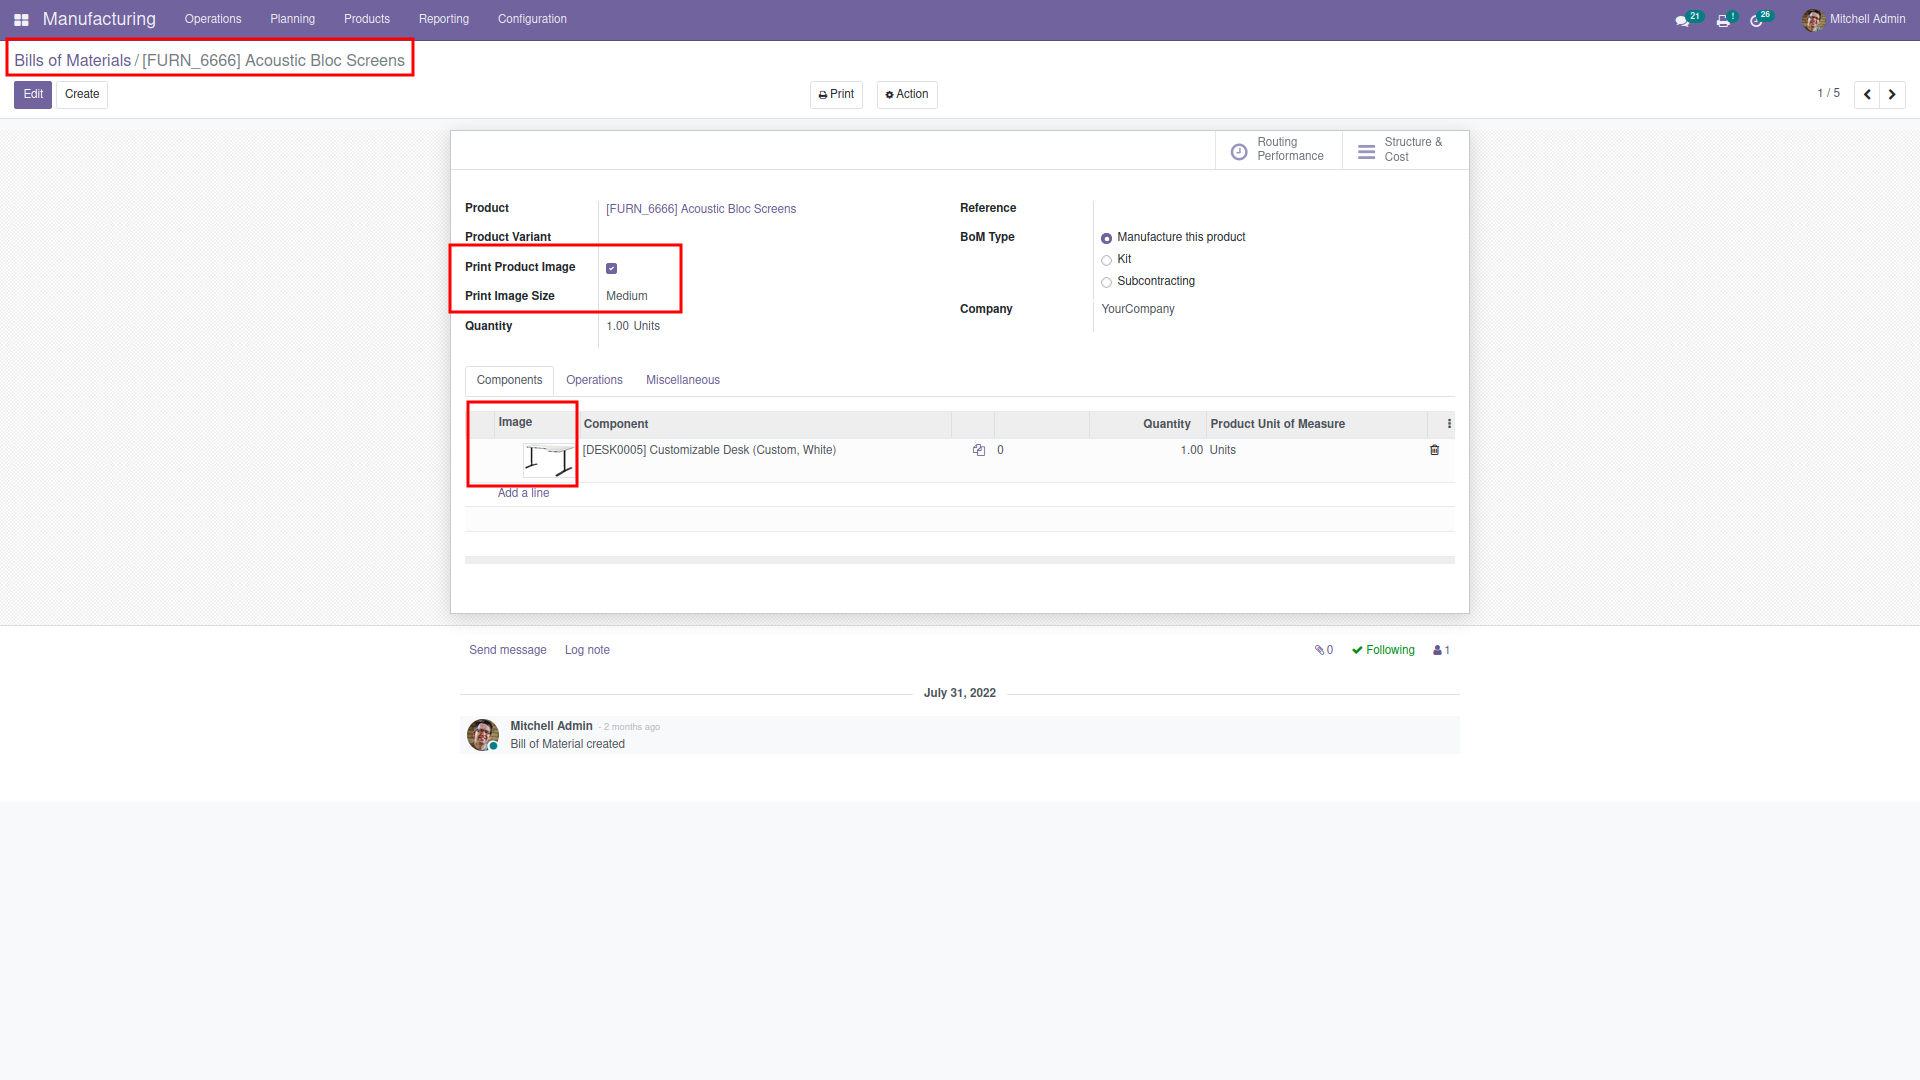 Manufacturing Operations Planning Products Reporting Configuration 21 ! 26 Mitchell Admin
Bills of Materials / [FURN_6666] Acoustic Bloc Screens
Edit Create Print Action 1 / 5
Routing Performance
Structure & Cost
Product [FURN_6666] Acoustic Bloc Screens
Product Variant
Print Product Image
Print Image Size Medium
Quantity 1.00 Units
Reference
BoM Type Manufacture this product
Kit
Subcontracting
Company YourCompany
Components Operations Miscellaneous
Image Component Quantity Product Unit of Measure
[DESK0005] Customizable Desk (Custom, White) 0 1.00 Units
Add a line
Send message Log note 0 Following 1
July 31, 2022
Mitchell Admin - 2 months ago
Bill of Material created